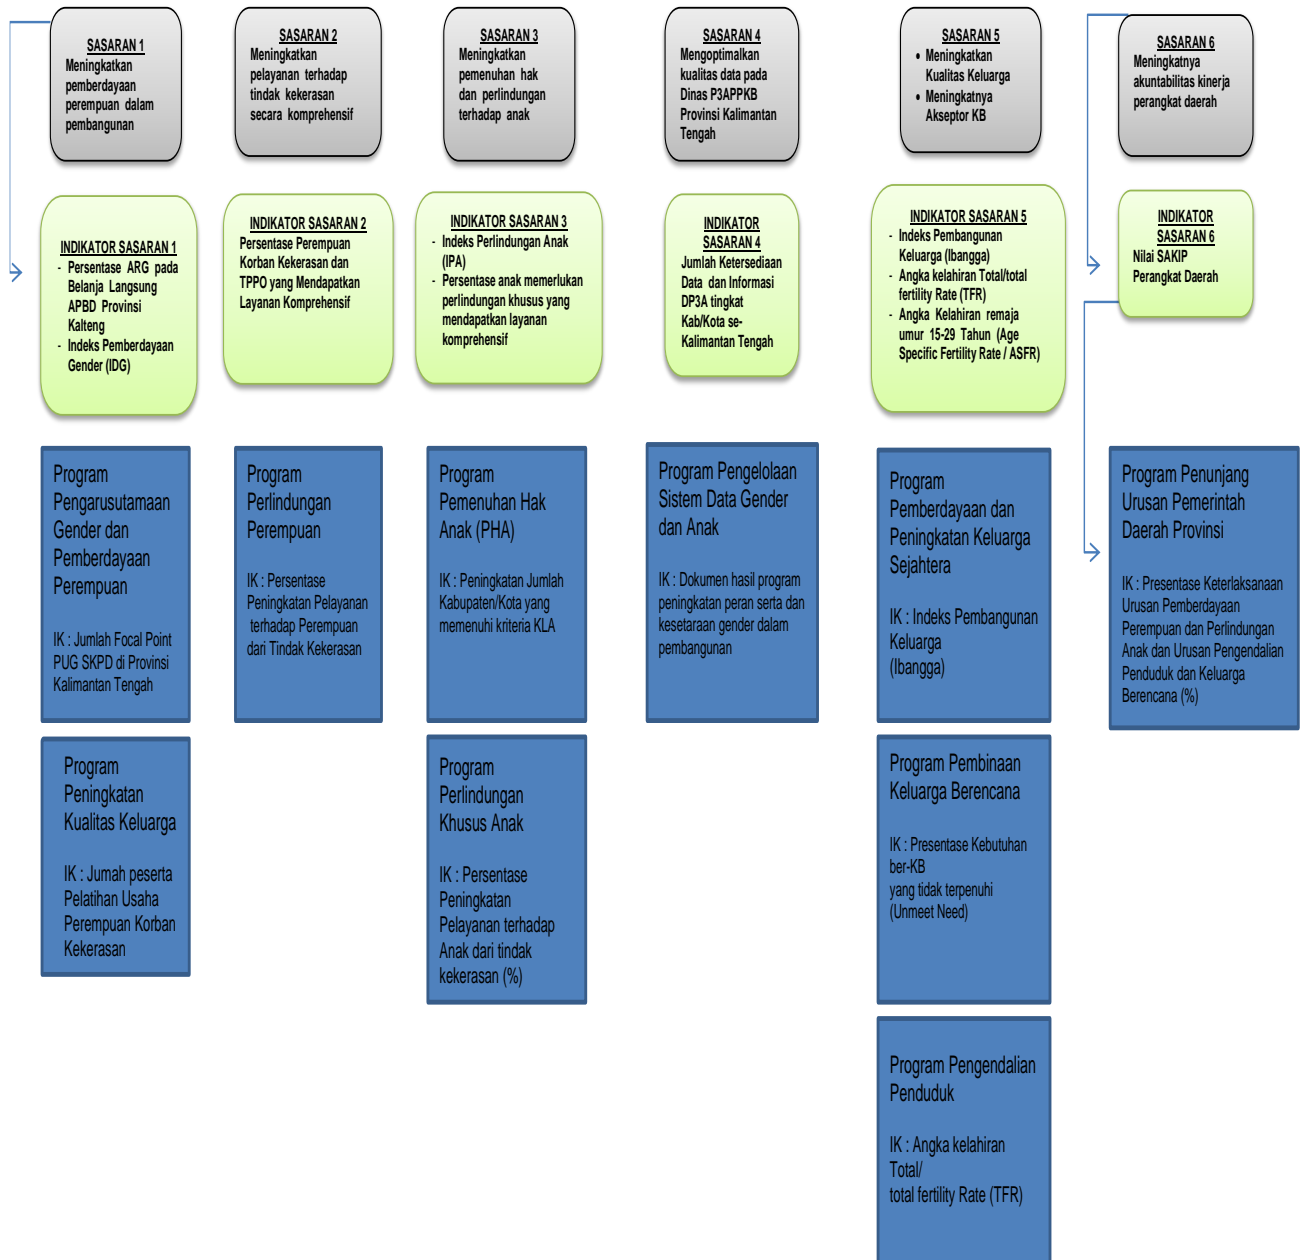 SASARAN 1
Meningkatkan
pemberdayaan
perempuan dalam
pembangunan
SASARAN 2
Meningkatkan
pelayanan terhadap
tindak kekerasan
secara komprehensif
SASARAN 3
Meningkatkan
pemenuhan hak
dan perlindungan
terhadap anak
SASARAN 4
Mengoptimalkan
kualitas data pada
Dinas P3APPKB
Provinsi Kalimantan
Tengah
SASARAN 5
• Meningkatkan
Kualitas Keluarga
• Meningkatnya
Akseptor KB
SASARAN 6
Meningkatnya
akuntabilitas kinerja
perangkat daerah
INDIKATOR SASARAN 1
- Persentase ARG pada
Belanja Langsung
APBD Provinsi
Kalteng
- Indeks Pemberdayaan
Gender (IDG)
INDIKATOR SASARAN 2
Persentase Perempuan
Korban Kekerasan dan
TPPO yang Mendapatkan
Layanan Komprehensif
INDIKATOR SASARAN 3
- Indeks Perlindungan Anak
(IPA)
- Persentase anak memerlukan
perlindungan khusus yang
mendapatkan layanan
komprehensif
INDIKATOR
SASARAN 4
Jumlah Ketersediaan
Data dan Informasi
DP3A tingkat
Kab/Kota se-
Kalimantan Tengah
INDIKATOR SASARAN 5
- Indeks Pembangunan
Keluarga (Ibangga)
- Angka kelahiran Total/total
fertility Rate (TFR)
- Angka Kelahiran remaja
umur 15-29 Tahun (Age
Specific Fertility Rate / ASFR)
INDIKATOR
SASARAN 6
Nilai SAKIP
Perangkat Daerah
Program
Pengarusutamaan
Gender dan
Pemberdayaan
Perempuan
IK : Jumlah Focal Point
PUG SKPD di Provinsi
Kalimantan Tengah
Program
Perlindungan
Perempuan
IK : Persentase
Peningkatan Pelayanan
terhadap Perempuan
dari Tindak Kekerasan
Program
Pemenuhan Hak
Anak (PHA)
IK : Peningkatan Jumlah
Kabupaten/Kota yang
memenuhi kriteria KLA
Program Pengelolaan
Sistem Data Gender
dan Anak
IK : Dokumen hasil program
peningkatan peran serta dan
kesetaraan gender dalam
pembangunan
Program
Pemberdayaan dan
Peningkatan Keluarga
Sejahtera
IK : Indeks Pembangunan
Keluarga
(Ibangga)
Program Penunjang
Urusan Pemerintah
Daerah Provinsi
IK : Presentase Keterlaksanaan
Urusan Pemberdayaan
Perempuan dan Perlindungan
Anak dan Urusan Pengendalian
Penduduk dan Keluarga
Berencana (%)
Program
Peningkatan
Kualitas Keluarga
IK : Jumah peserta
Pelatihan Usaha
Perempuan Korban
Kekerasan
Program
Perlindungan
Khusus Anak
IK : Persentase
Peningkatan
Pelayanan terhadap
Anak dari tindak
kekerasan (%)
Program Pembinaan
Keluarga Berencana
IK : Presentase Kebutuhan
ber-KB
yang tidak terpenuhi
(Unmeet Need)
Program Pengendalian
Penduduk
IK : Angka kelahiran
Total/
total fertility Rate (TFR)